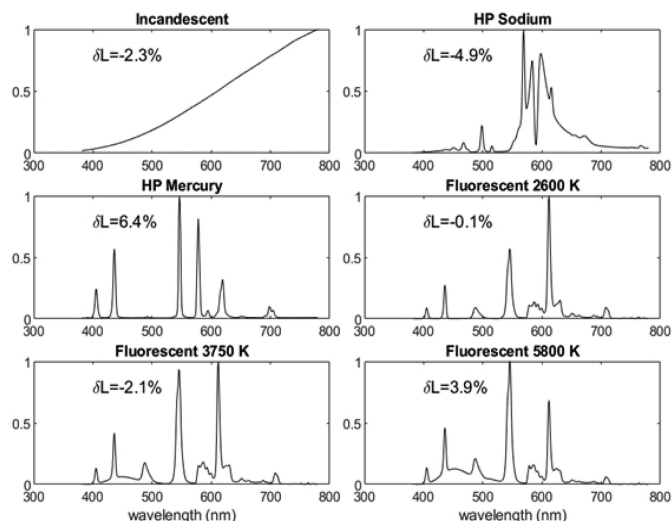 Incandescent
δL=-2.3%
1
0.5
0
300 400 500 600 700 800
HP Sodium
δL=-4.9%
1
0.5
0
300 400 500 600 700 800
HP Mercury
δL=6.4%
1
0.5
0
300 400 500 600 700 800
Fluorescent 2600 K
δL=-0.1%
1
0.5
0
300 400 500 600 700 800
Fluorescent 3750 K
δL=-2.1%
1
0.5
0
300 400 500 600 700 800
wavelength (nm)
Fluorescent 5800 K
δL=3.9%
1
0.5
0
300 400 500 600 700 800
wavelength (nm)